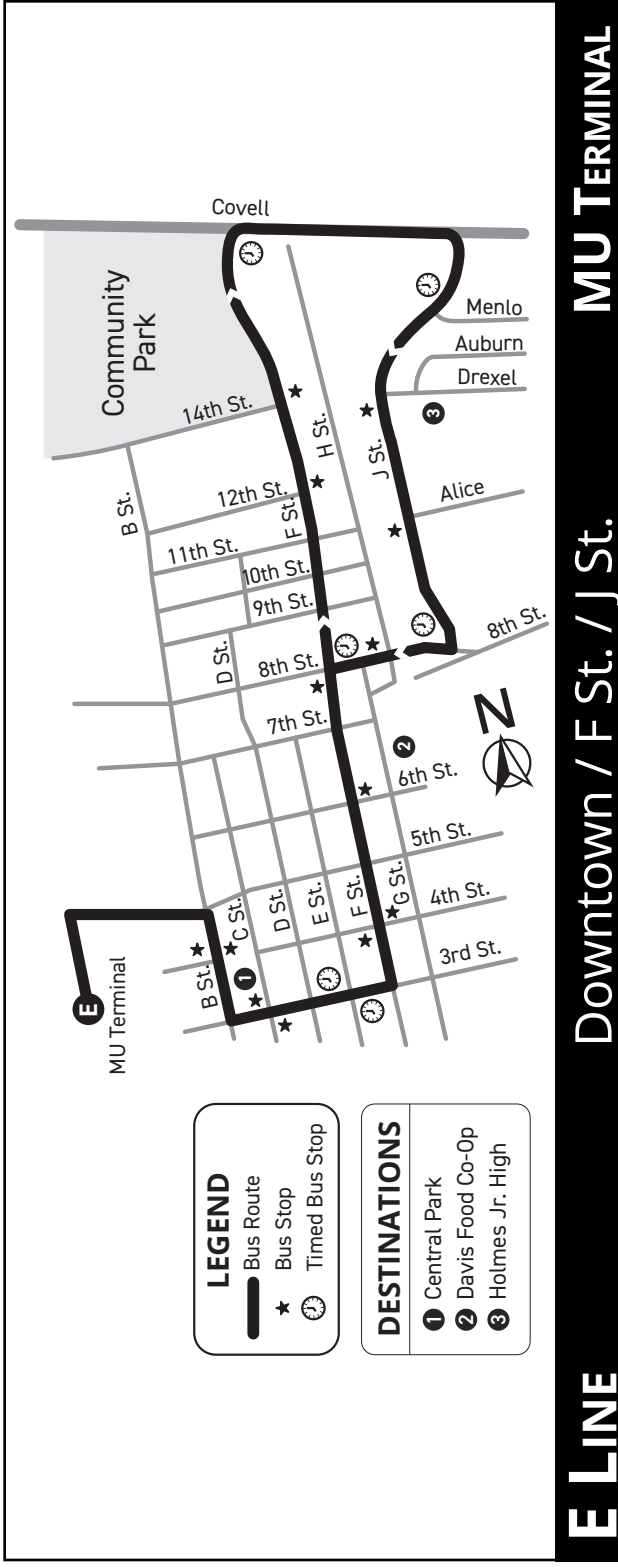 E LINE
Downtown / F St. / J St.
MU TERMINAL
LEGEND
Bus Route
Bus Stop
Timed Bus Stop
DESTINATIONS
1 Central Park
2 Davis Food Co-Op
3 Holmes Jr. High
E
MU Terminal
B St.
1
C St.
D St.
E St.
F St.
G St.
3rd St.
4th St.
5th St.
6th St.
2
7th St.
8th St.
D St.
9th St.
10th St.
11th St.
12th St.
F St.
B St.
14th St.
Community
Park
H St.
J St.
8th St.
Alice
3
Drexel
Auburn
Menlo
Covell
N